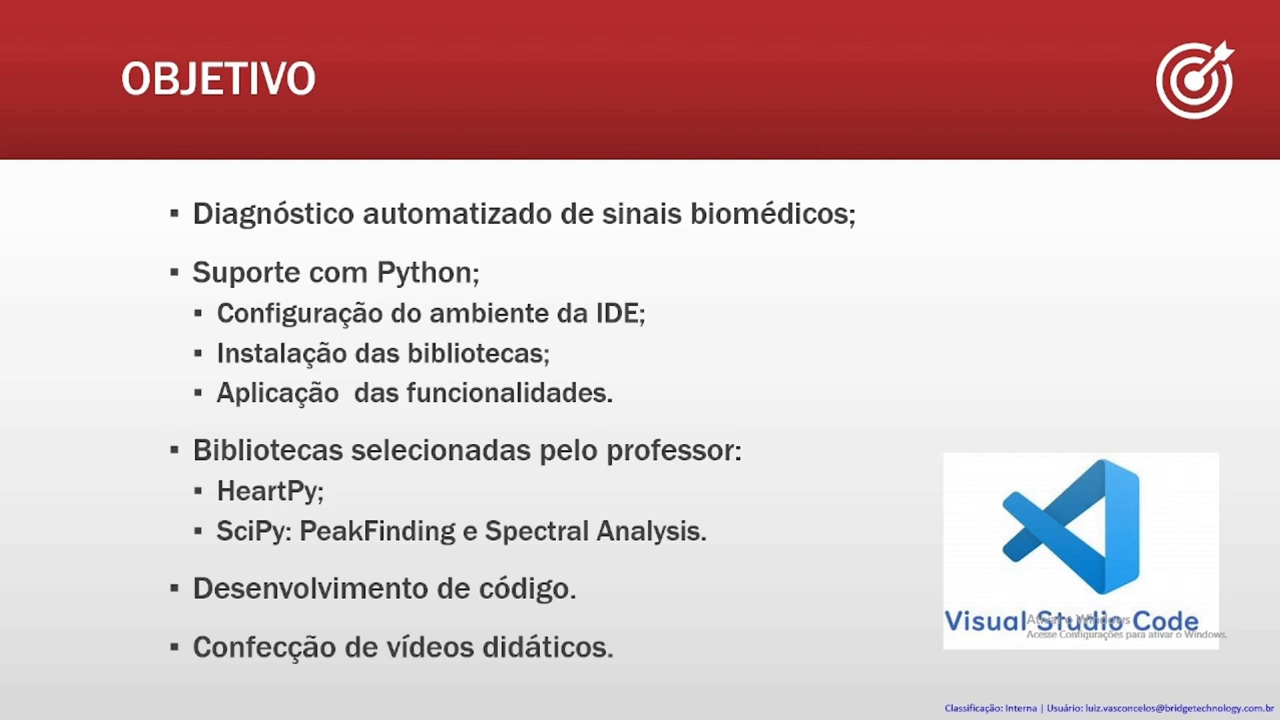 OBJETIVO
▪ Diagnóstico automatizado de sinais biomédicos;
▪ Suporte com Python;
▪ Configuração do ambiente da IDE;
▪ Instalação das bibliotecas;
▪ Aplicação  das funcionalidades.
▪ Bibliotecas selecionadas pelo professor:
▪ HeartPy;
▪ SciPy: PeakFinding e Spectral Analysis.
▪ Desenvolvimento de código.
▪ Confecção de vídeos didáticos.
Visual Studio Code
Ativar o Windows
Acesse Configurações para ativar o Windows.
Classificação: Interna | Usuário: luiz.vasconcelos@bridgetechnology.com.br